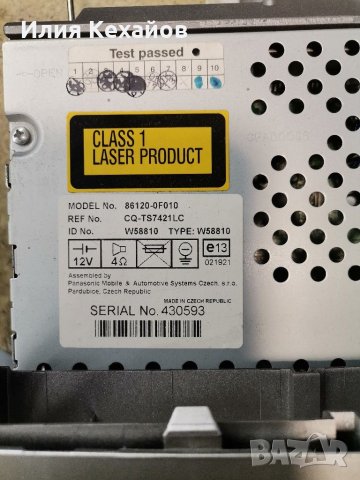 Илия Кехайов
Test passed
OPEN
1 2 3 4 5 6 7 8 9 10
CLASS 1
LASER PRODUCT
MODEL No. 86120-0F010
REF No. CQ-TS7421LC
ID No. W58810 TYPE: W58810
12V 4Ω e13
021921
Assembled by
Panasonic Mobile & Automotive Systems Czech, s.r.o.
Pardubice, Czech Republic
MADE IN CZECH REPUBLIC
SERIAL No. 430593
BAZAR
bg